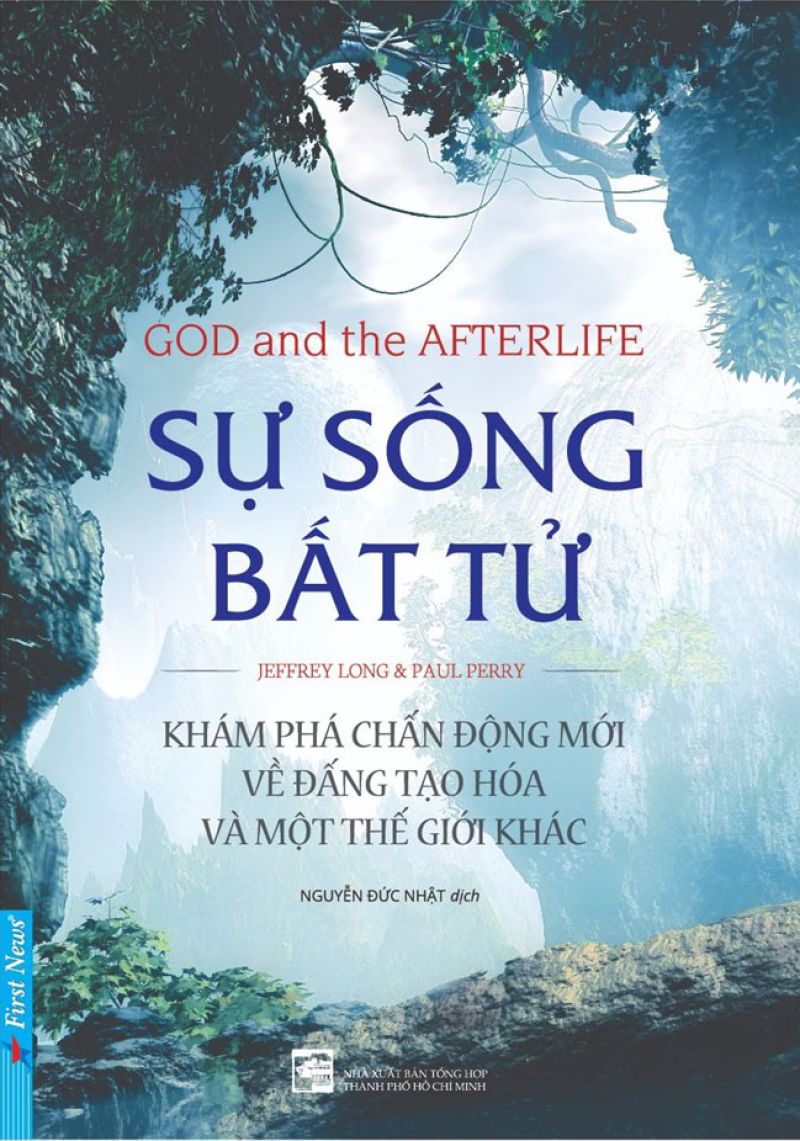 GOD and the AFTERLIFE
SỰ SỐNG
BẤT TỬ
JEFFREY LONG & PAUL PERRY
KHÁM PHÁ CHẤN ĐỘNG MỚI
VỀ ĐẤNG TẠO HÓA
VÀ MỘT THẾ GIỚI KHÁC
NGUYỄN ĐỨC NHẬT dịch
First News®
NHÀ XUẤT BẢN TỔNG HỢP
THÀNH PHỐ HỒ CHÍ MINH